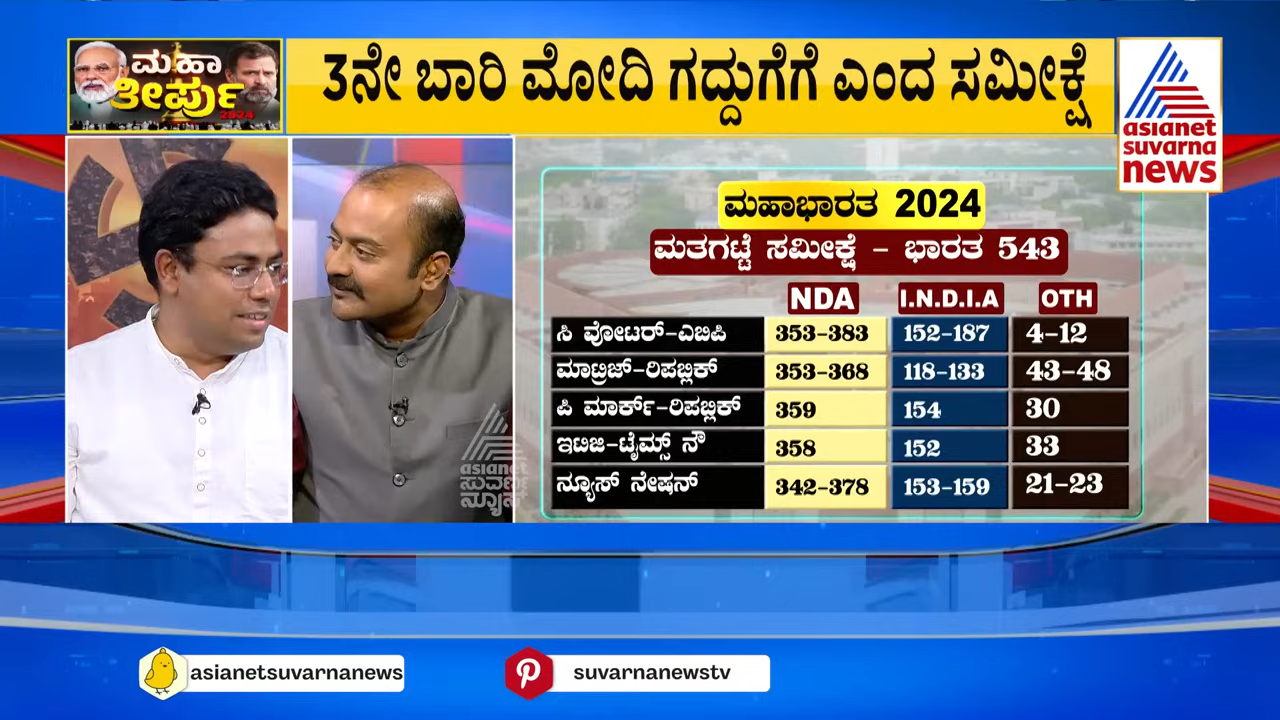 ಮಹಾ
ತೀರ್ಪು
2024
3ನೇ ಬಾರಿ ಮೋದಿ ಗದ್ದುಗೆಗೆ ಎಂದ ಸಮೀಕ್ಷೆ
asianet
suvarna
news
ಮಹಾಭಾರತ 2024
ಮತಗಟ್ಟೆ ಸಮೀಕ್ಷೆ - ಭಾರತ 543
NDA I.N.D.I.A OTH
ಸಿ ವೋಟರ್-ಎಬಿಪಿ 353-383 152-187 4-12
ಮಾಟ್ರಿಜ್-ರಿಪಬ್ಲಿಕ್ 353-368 118-133 43-48
ಪಿ ಮಾರ್ಕ್-ರಿಪಬ್ಲಿಕ್ 359 154 30
ಇಟಿಜಿ-ಟೈಮ್ಸ್ ನೌ 358 152 33
ನ್ಯೂಸ್ ನೇಷನ್ 342-378 153-159 21-23
asianet
ಸುವರ್ಣ
ನ್ಯೂಸ್
asianetsuvarnanews
suvarnanewstv